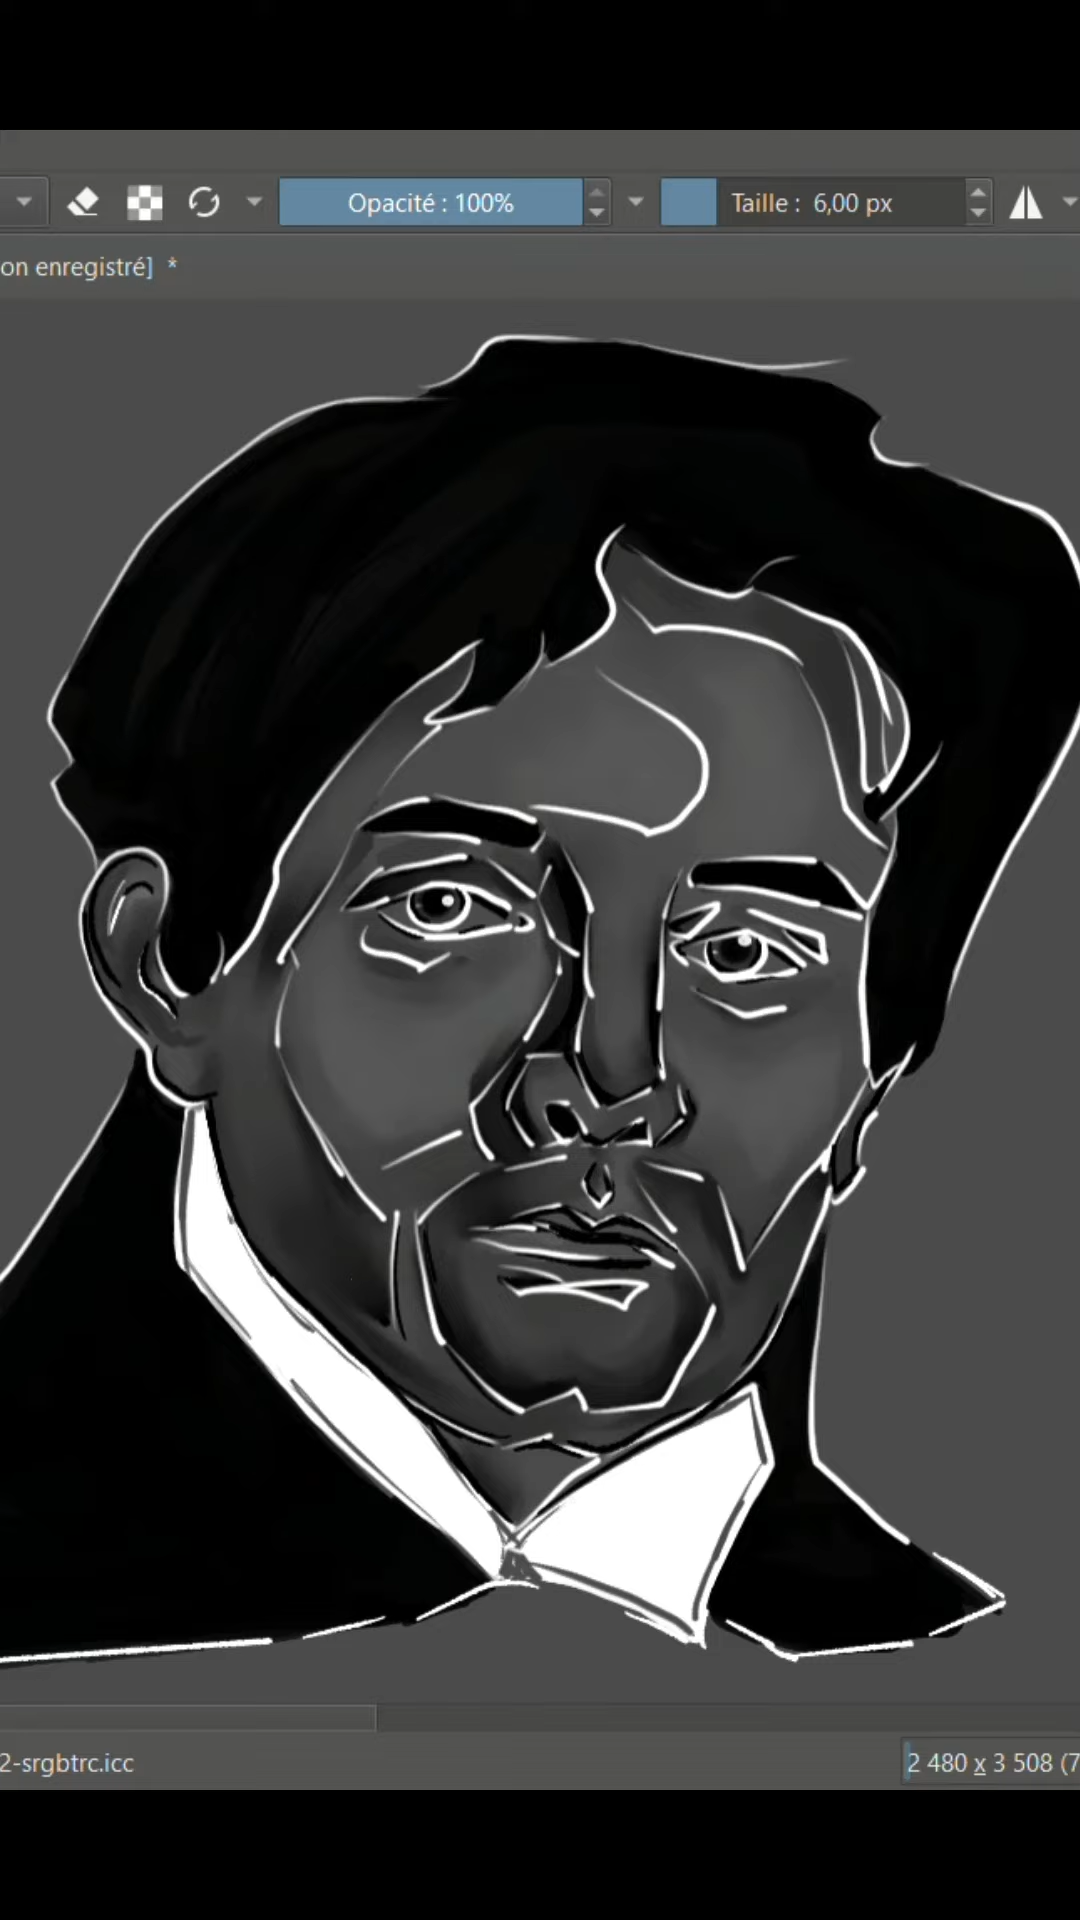 Opacité : 100%
Taille : 6,00 px
on enregistré] *
2-srgbtrc.icc
2 480 x 3 508 (7